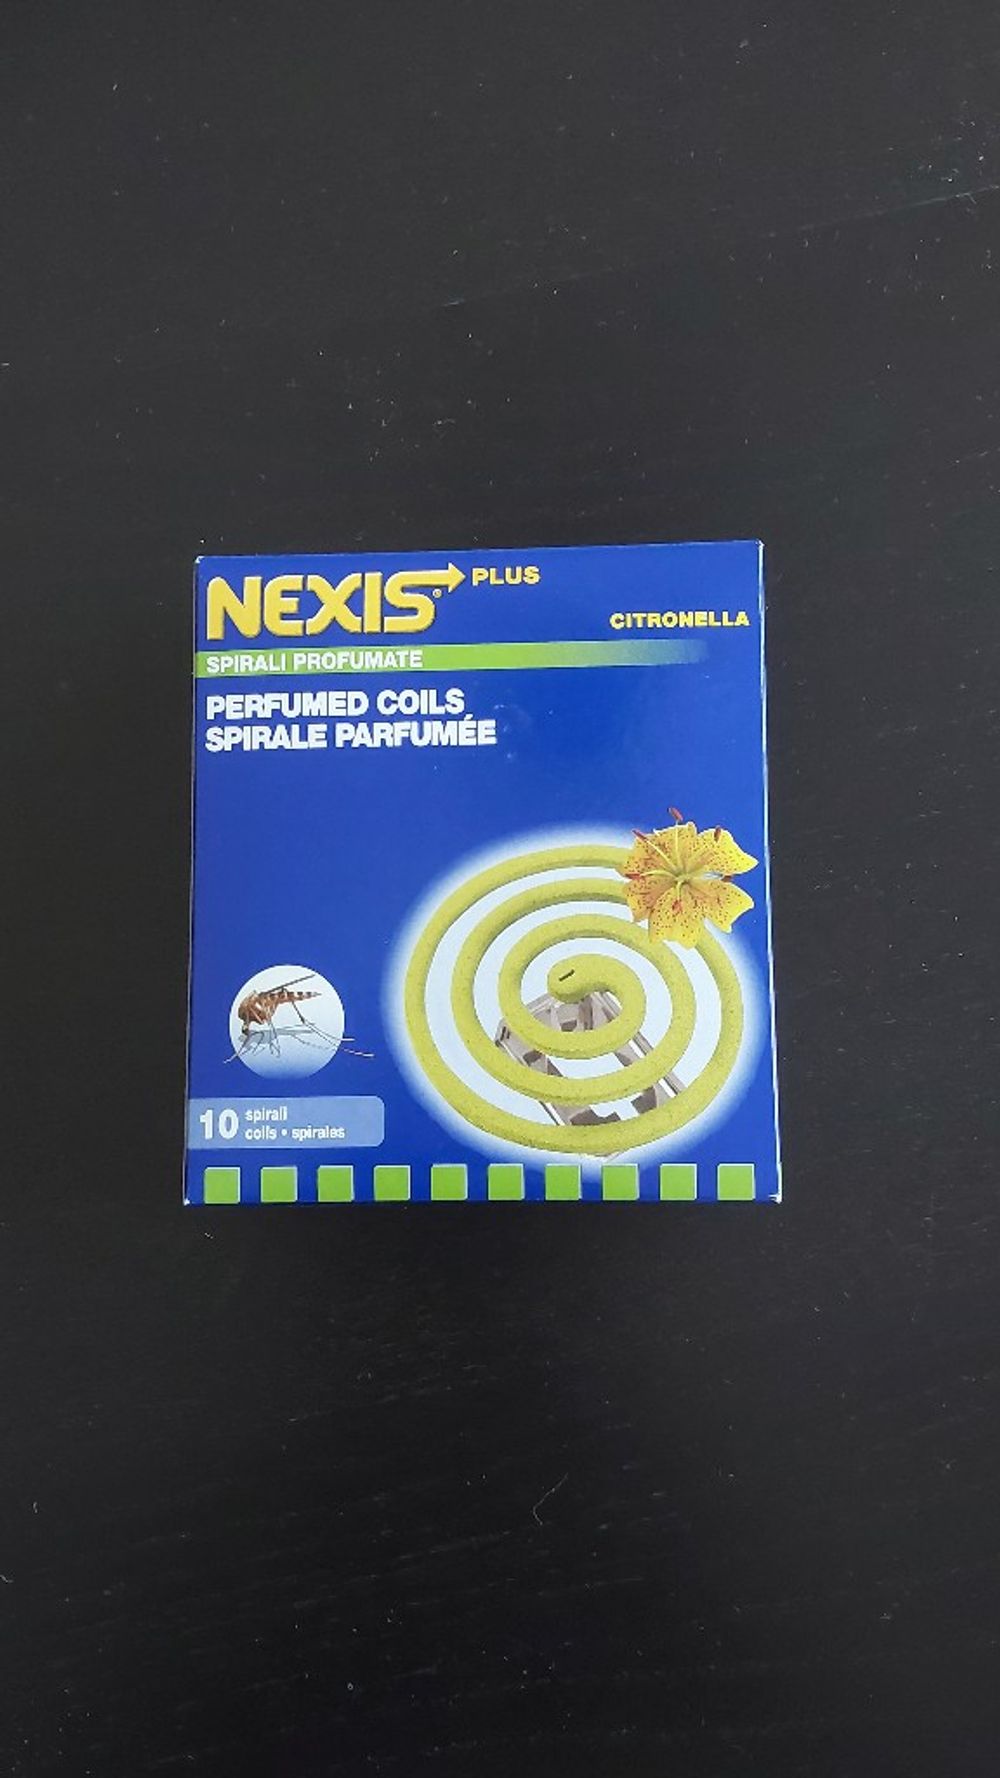 NEXIS® PLUS
CITRONELLA
SPIRALI PROFUMATE
PERFUMED COILS
SPIRALE PARFUMÉE
10 spirali
coils • spirales